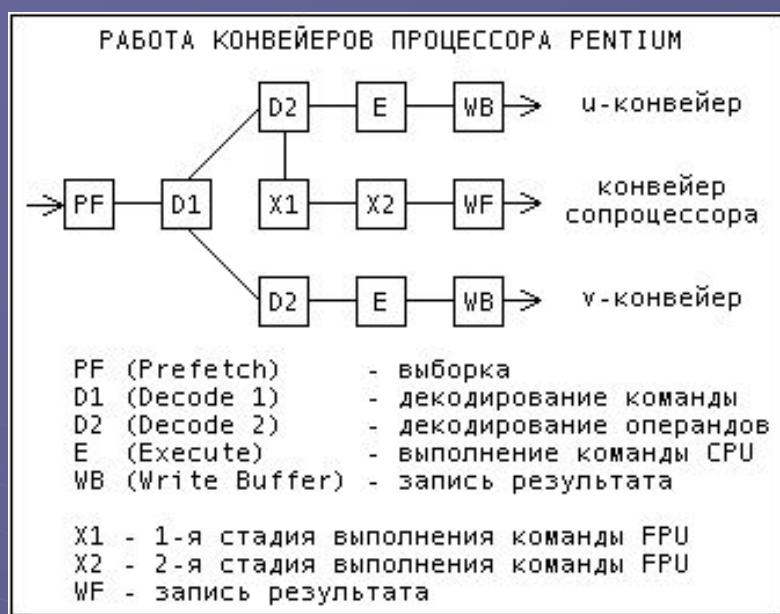 РАБОТА КОНВЕЙЕРОВ ПРОЦЕССОРА PENTIUM
D2 E WB u-конвейер
PF D1 X1 X2 WF конвейер
сопроцессора
D2 E WB v-конвейер
PF (Prefetch) - выборка
D1 (Decode 1) - декодирование команды
D2 (Decode 2) - декодирование операндов
E (Execute) - выполнение команды CPU
WB (Write Buffer) - запись результата
X1 - 1-я стадия выполнения команды FPU
X2 - 2-я стадия выполнения команды FPU
WF - запись результата